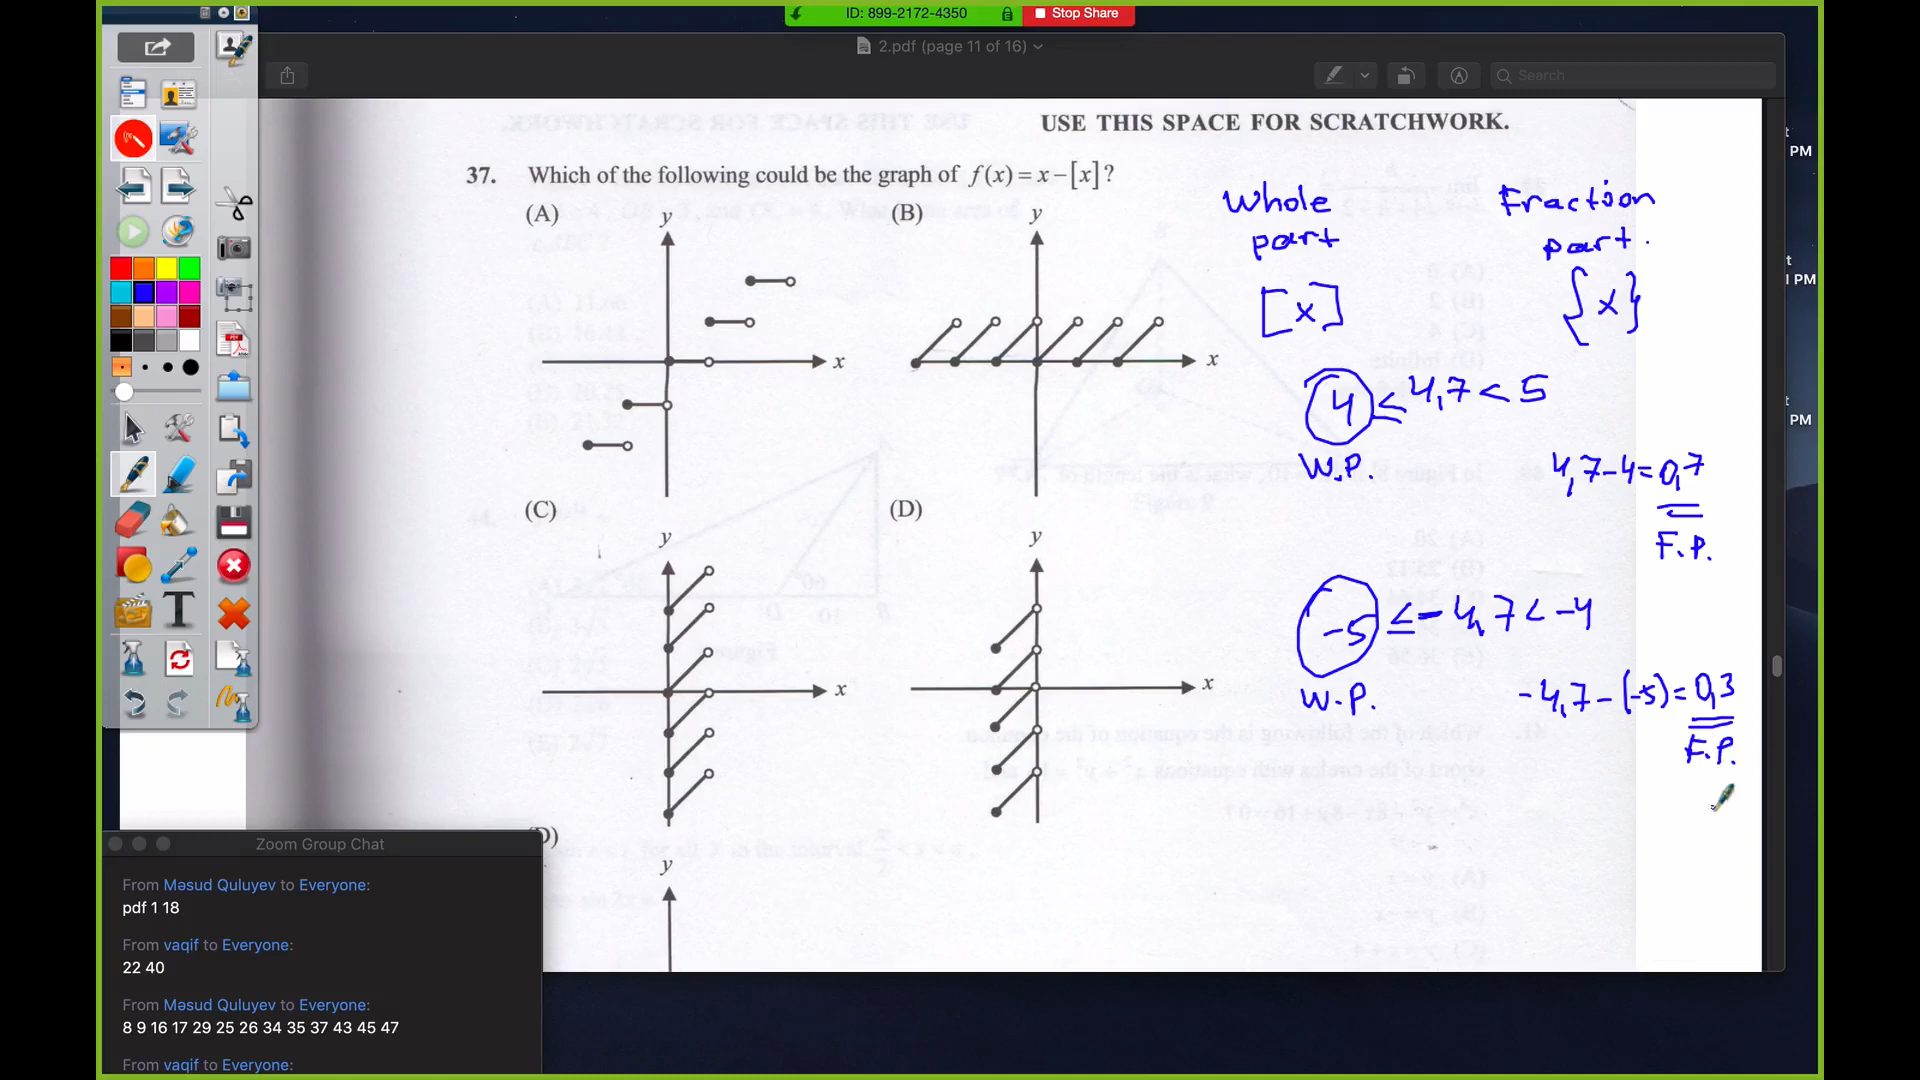 ID: 899-2172-4350
Stop Share
2.pdf (page 11 of 16)
Search
USE THIS SPACE FOR SCRATCHWORK.
37. Which of the following could be the graph of f(x) = x – [x] ?
(A)
y
x
(B)
y
x
(C)
y
x
(D)
y
x
y
Whole part
Fraction part.
[x]
{x}
4 ≤ 4,7 < 5
W.P.
4,7 – 4 = 0,7
F.P.
-5 ≤ -4,7 < -4
W.P.
-4,7 – (-5) = 0,3
F.P.
PM
t
1 PM
t
PM
Zoom Group Chat
From Məsud Quluyev to Everyone:
pdf 1 18
From vaqif to Everyone:
22 40
From Məsud Quluyev to Everyone:
8 9 16 17 29 25 26 34 35 37 43 45 47
From vaqif to Everyone: